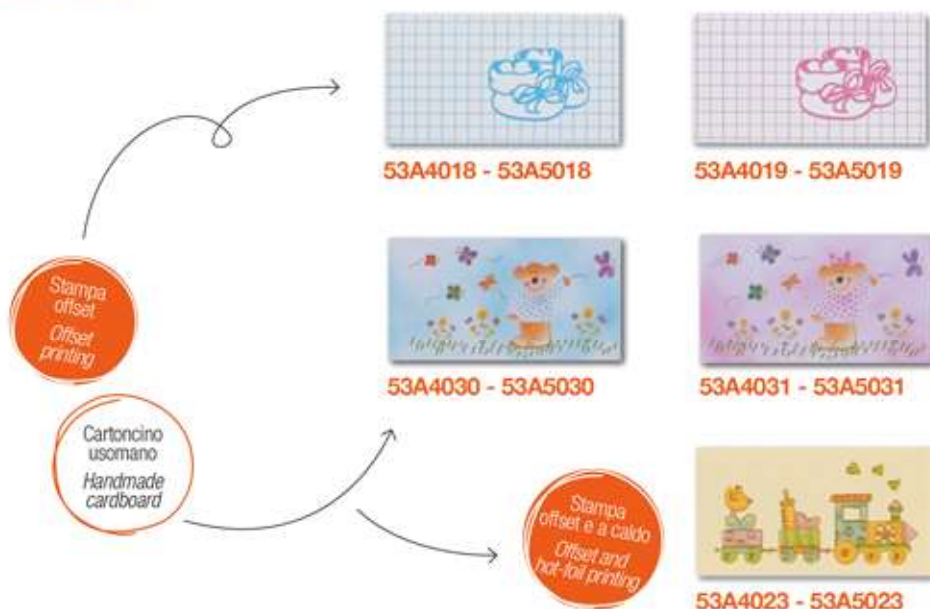 53A4018 - 53A5018
53A4019 - 53A5019
Stampa
offset
Offset
printing
53A4030 - 53A5030
53A4031 - 53A5031
Cartoncino
usomano
Handmade
cardboard
Stampa
offset e a caldo
Offset and
hot-foil printing
53A4023 - 53A5023